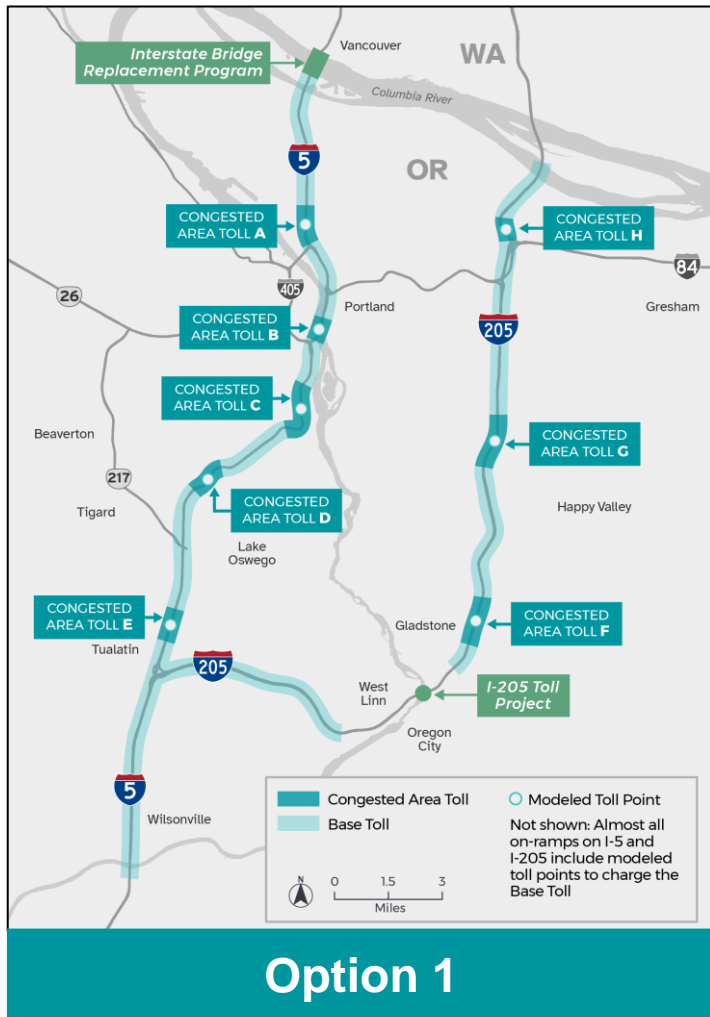 Vancouver
WA
Interstate Bridge
Replacement Program
Columbia River
5
OR
CONGESTED
AREA TOLL A
CONGESTED
AREA TOLL H
84
26
405
Portland
Gresham
CONGESTED
AREA TOLL B
205
CONGESTED
AREA TOLL C
Beaverton
CONGESTED
AREA TOLL G
217
Tigard
CONGESTED
AREA TOLL D
Happy Valley
Lake
Oswego
CONGESTED
AREA TOLL E
Gladstone
CONGESTED
AREA TOLL F
Tualatin
205
West
Linn
I-205 Toll
Project
Oregon
City
5
Wilsonville
Congested Area Toll
Base Toll
Modeled Toll Point
Not shown: Almost all
on-ramps on I-5 and
I-205 include modeled
toll points to charge the
Base Toll
N
0 1.5 3
Miles
Option 1